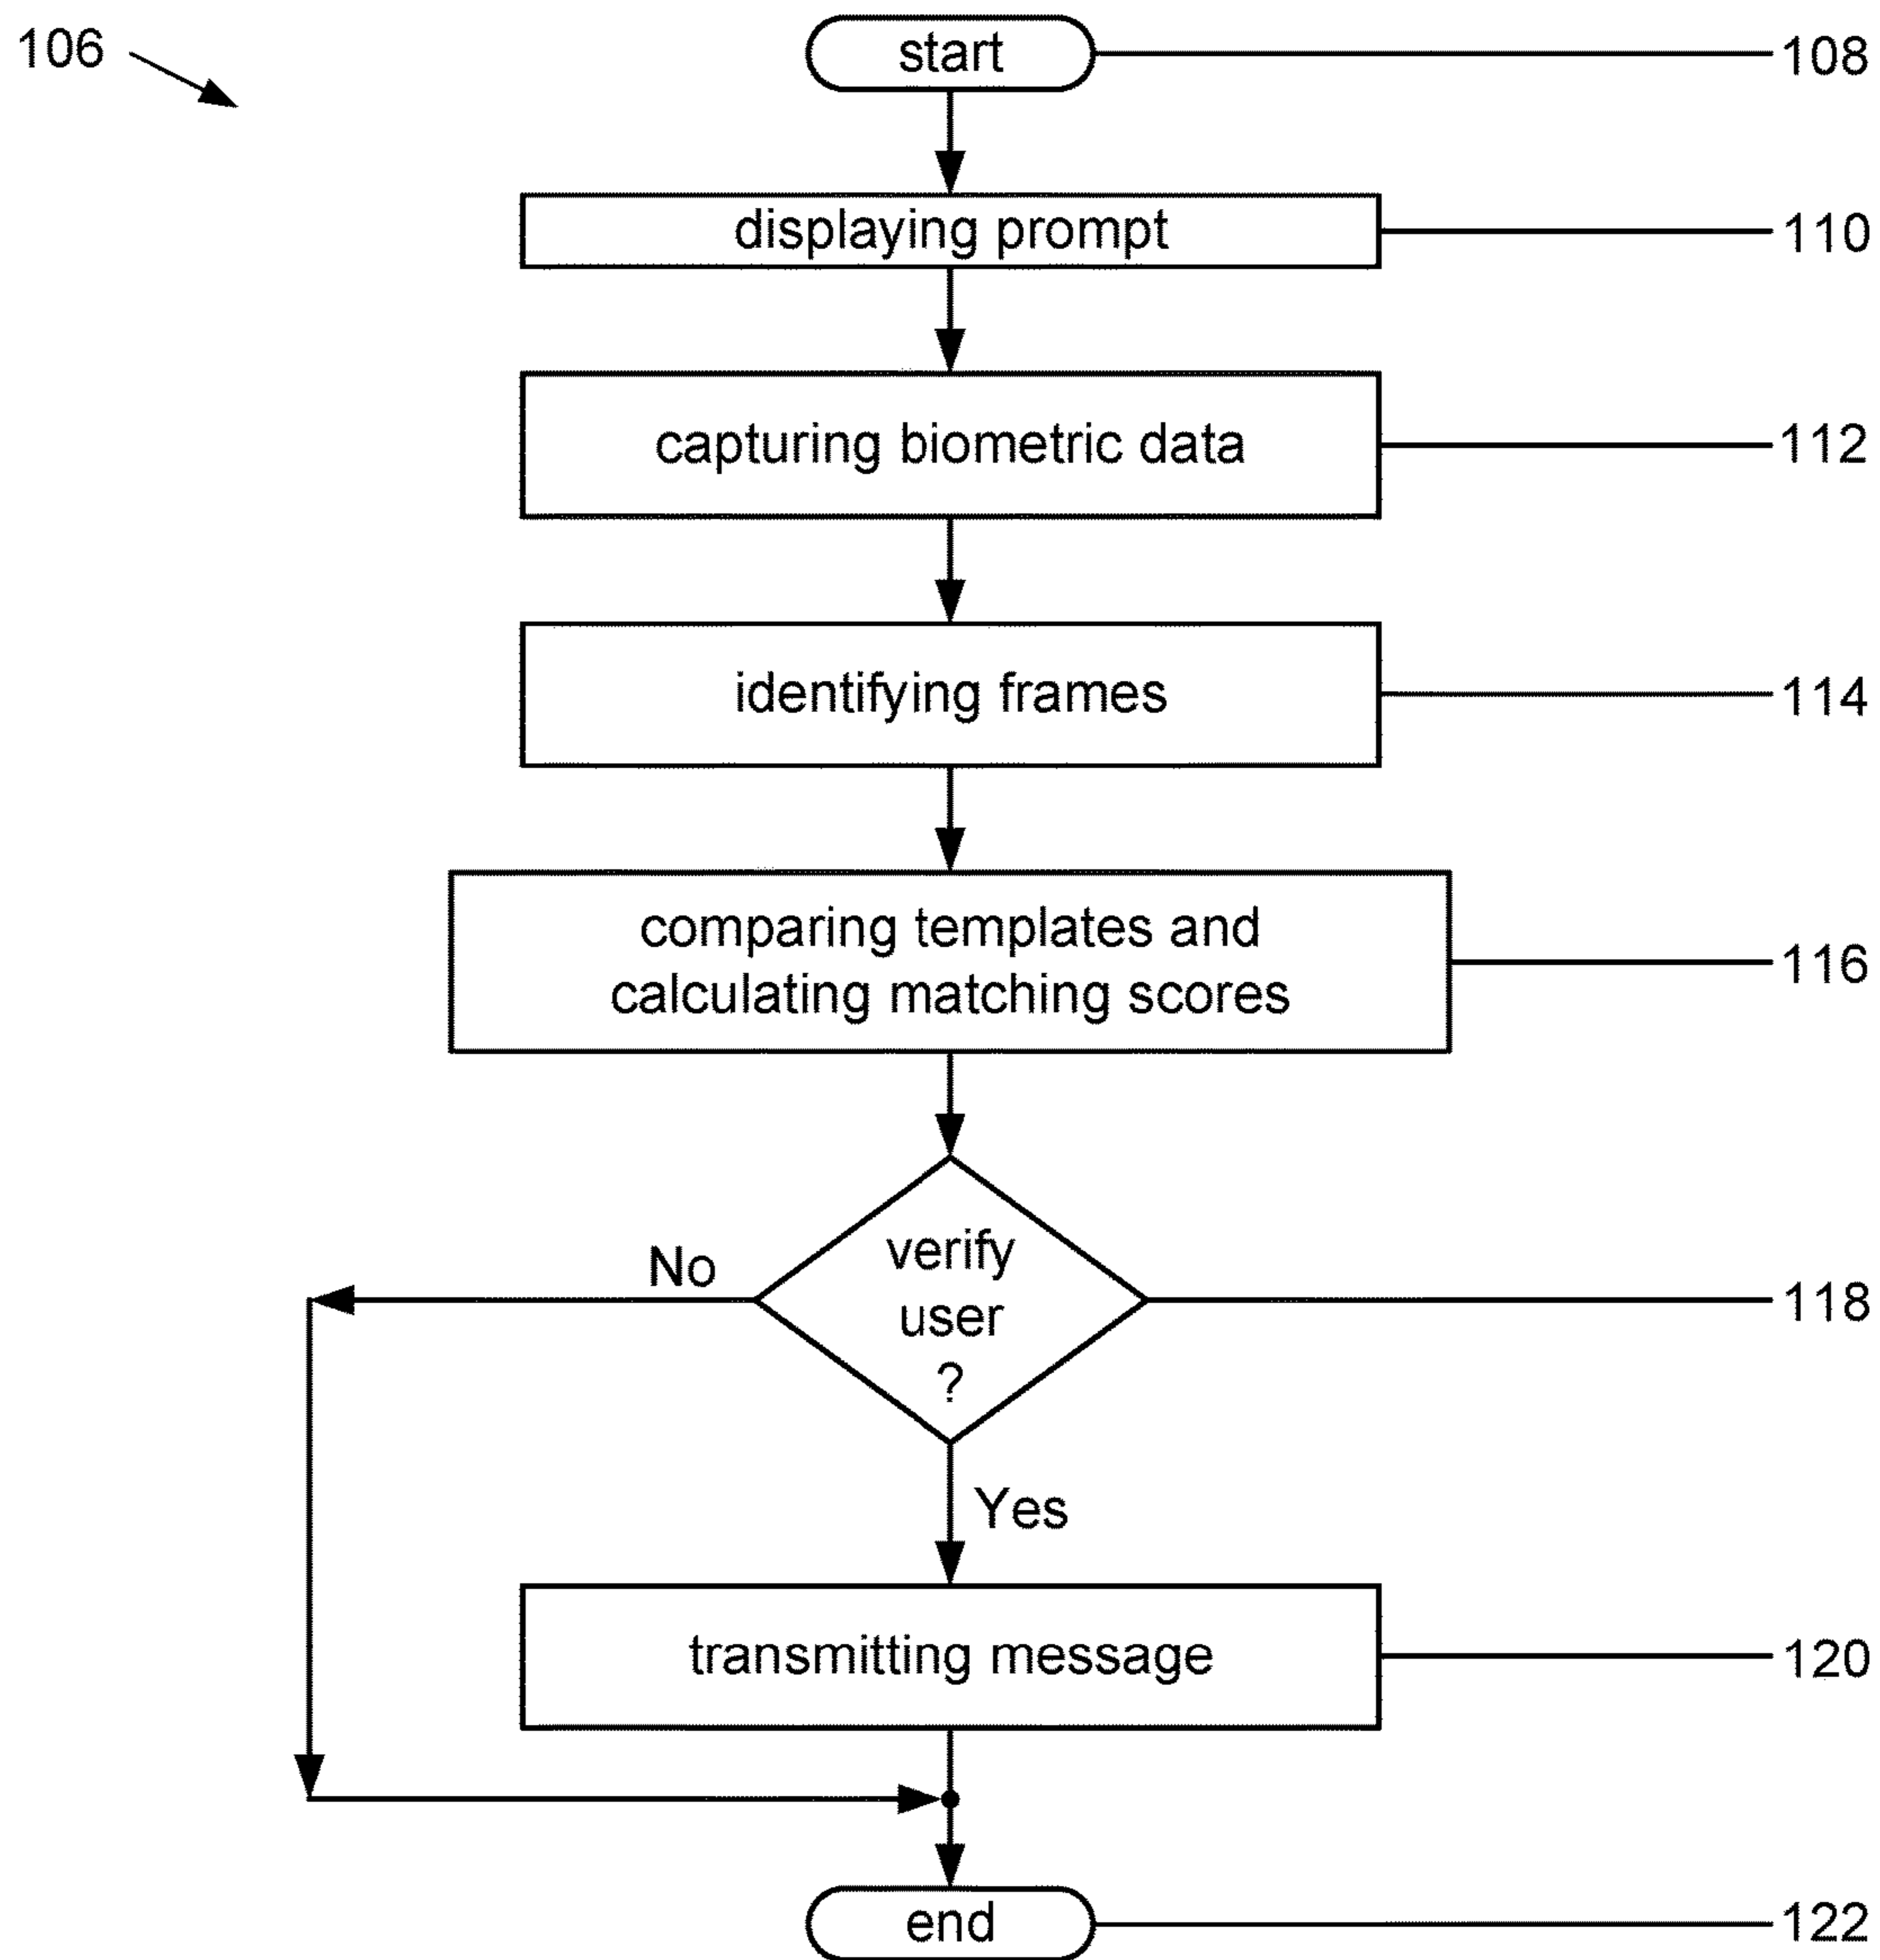 106
start
108
displaying prompt
110
capturing biometric data
112
identifying frames
114
comparing templates and
calculating matching scores
116
No
verify
user
?
118
Yes
transmitting message
120
end
122